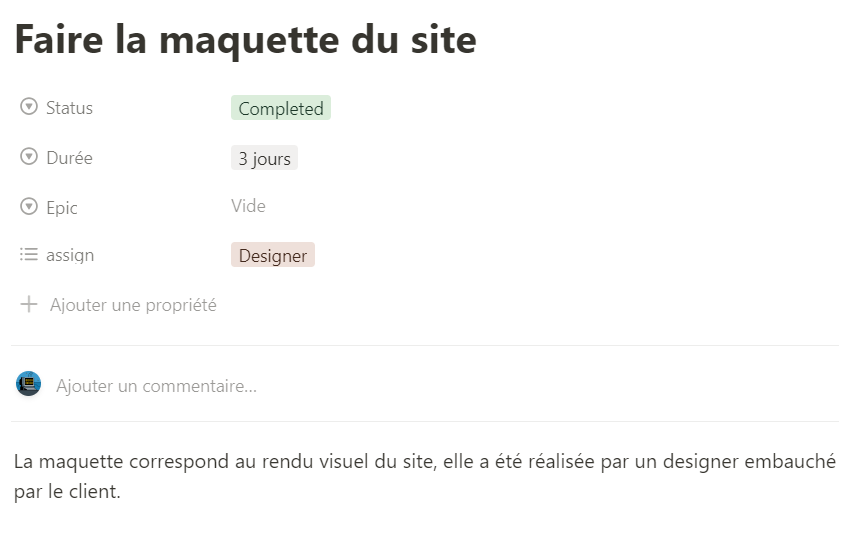 Faire la maquette du site
Status Completed
Durée 3 jours
Epic Vide
assign Designer
Ajouter une propriété
Ajouter un commentaire...
La maquette correspond au rendu visuel du site, elle a été réalisée par un designer embauché
par le client.